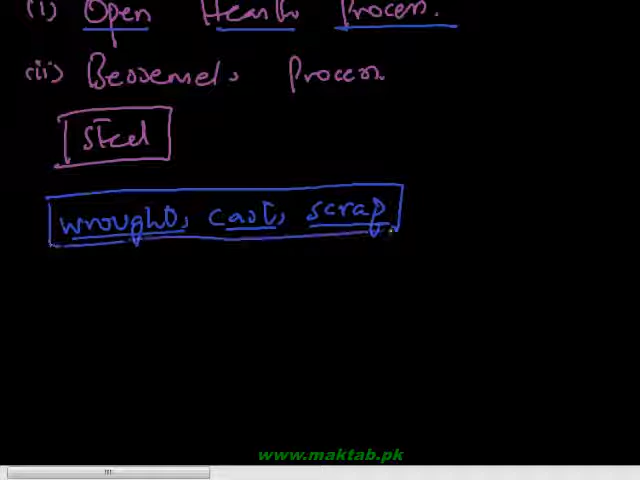 (i) Open Hearth Process.
(ii) Bessemer's Process
Steel
wrought, cast, scrap
www.maktab.pk